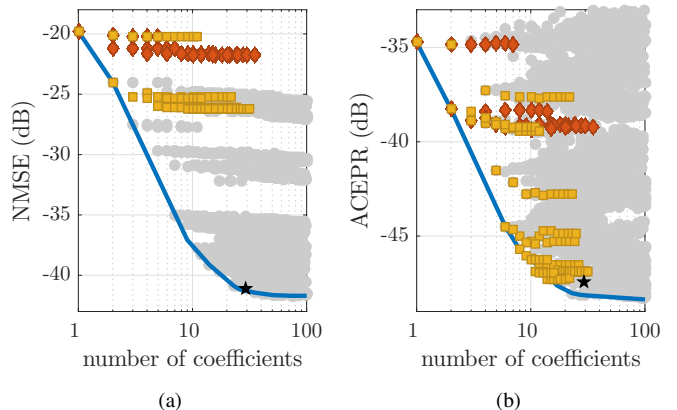 -20
-25
-30
-35
-40
NMSE (dB)
1
10
100
number of coefficients
(a)
-35
-40
-45
ACEPR (dB)
1
10
100
number of coefficients
(b)